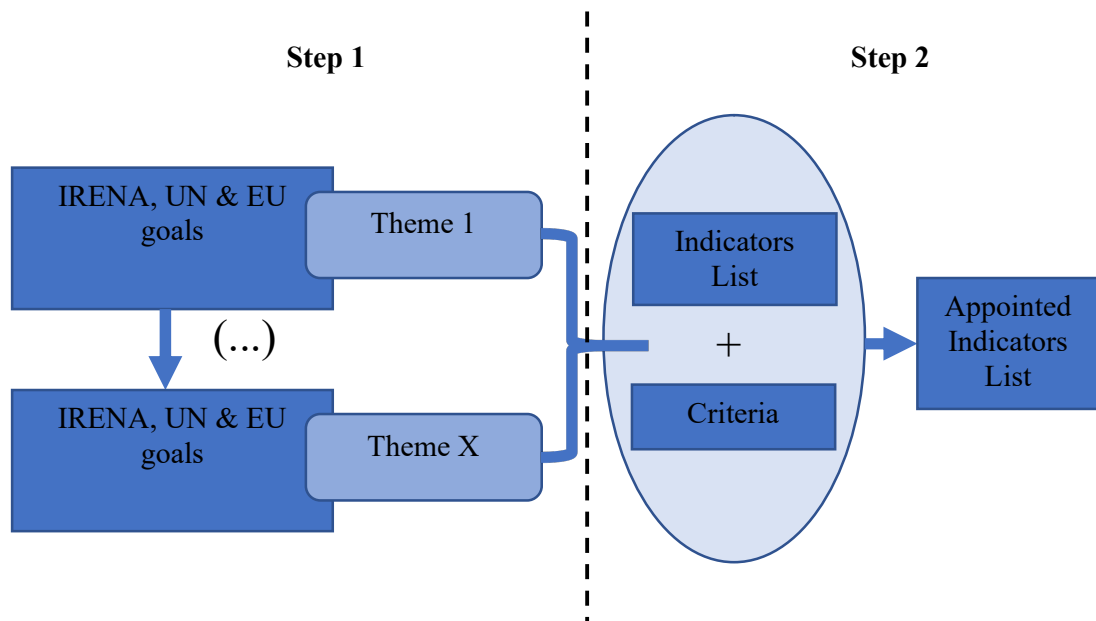 Step 1
IRENA, UN & EU
goals
Theme 1
(...)
IRENA, UN & EU
goals
Theme X
Step 2
Indicators
List
+
Criteria
Appointed
Indicators
List